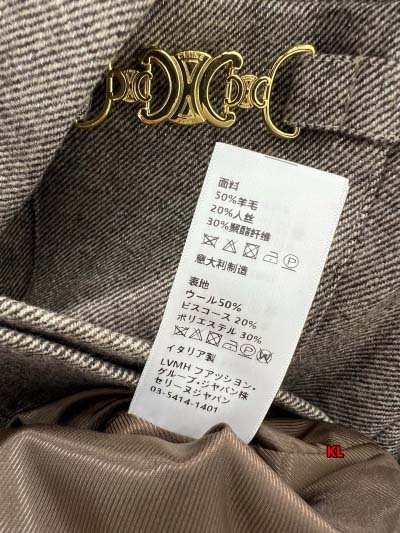 CELINE
面料
50%羊毛
20%人丝
30%聚酯纤维
意大利制造
表地
ウール50%
ビスコース 20%
ポリエステル 30%
イタリア製
LVMH ファッション・
グループ・ジャパン株
セリーヌジャパン
03-5414-1401
KL